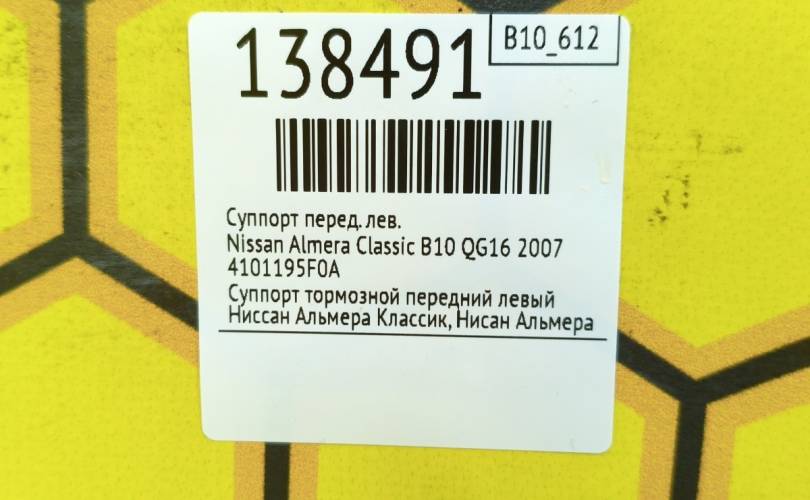 138491
B10_612
Суппорт перед. лев.
Nissan Almera Classic B10 QG16 2007
4101195F0A
Суппорт тормозной передний левый
Ниссан Альмера Классик, Нисан Альмера